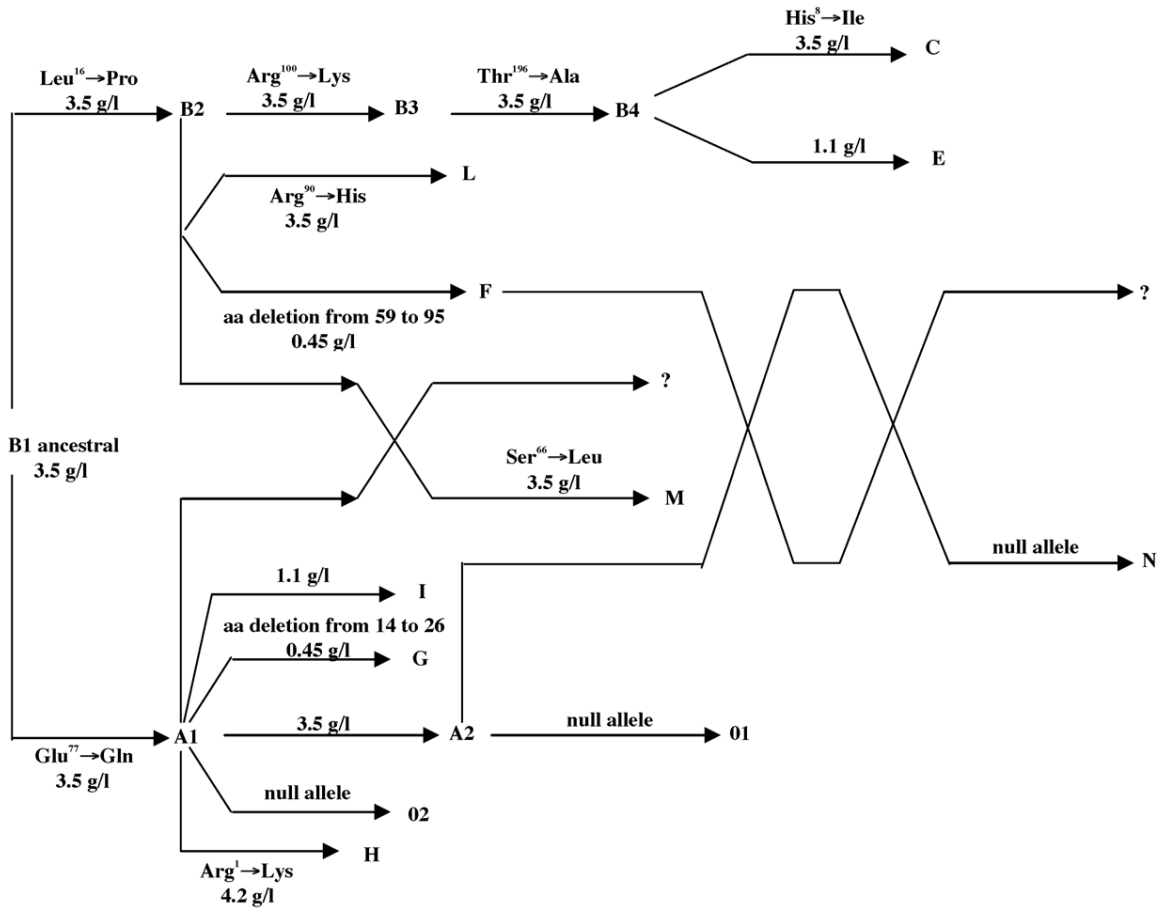 His⁸→Ile
3.5 g/l
C
Leu¹⁶→Pro
3.5 g/l
B2
Arg¹⁰⁰→Lys
3.5 g/l
B3
Thr¹⁹⁶→Ala
3.5 g/l
B4
1.1 g/l
E
L
Arg⁹⁰→His
3.5 g/l
F
aa deletion from 59 to 95
0.45 g/l
?
?
B1 ancestral
3.5 g/l
Ser⁶⁶→Leu
3.5 g/l
M
null allele
N
1.1 g/l
I
aa deletion from 14 to 26
0.45 g/l
G
A1
3.5 g/l
A2
null allele
01
Glu⁷⁷→Gln
3.5 g/l
null allele
02
H
Arg¹→Lys
4.2 g/l